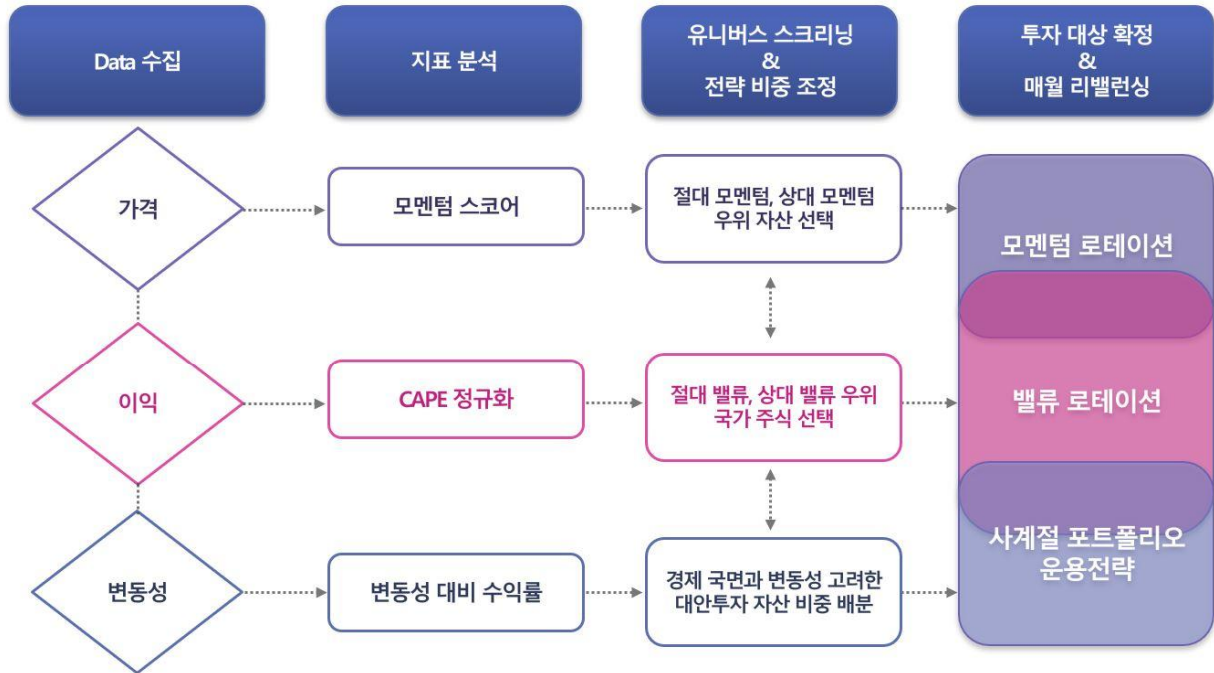 Data 수집
지표 분석
유니버스 스크리닝
&
전략 비중 조정
투자 대상 확정
&
매월 리밸런싱
가격
모멘텀 스코어
절대 모멘텀, 상대 모멘텀
우위 자산 선택
모멘텀 로테이션
이익
CAPE 정규화
절대 밸류, 상대 밸류 우위
국가 주식 선택
밸류 로테이션
변동성
변동성 대비 수익률
경제 국면과 변동성 고려한
대안투자 자산 비중 배분
사계절 포트폴리오
운용전략